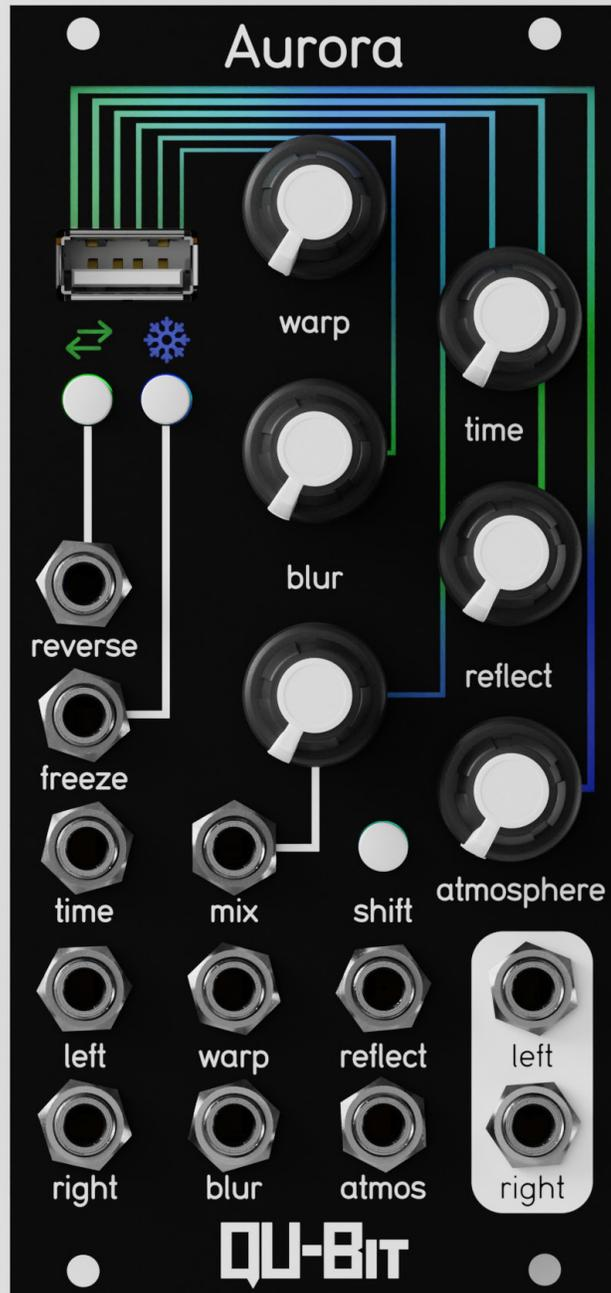 Aurora
warp
time
blur
reverse
reflect
freeze
atmosphere
time
mix
shift
left
warp
reflect
left
right
blur
atmos
right
QU-BIT